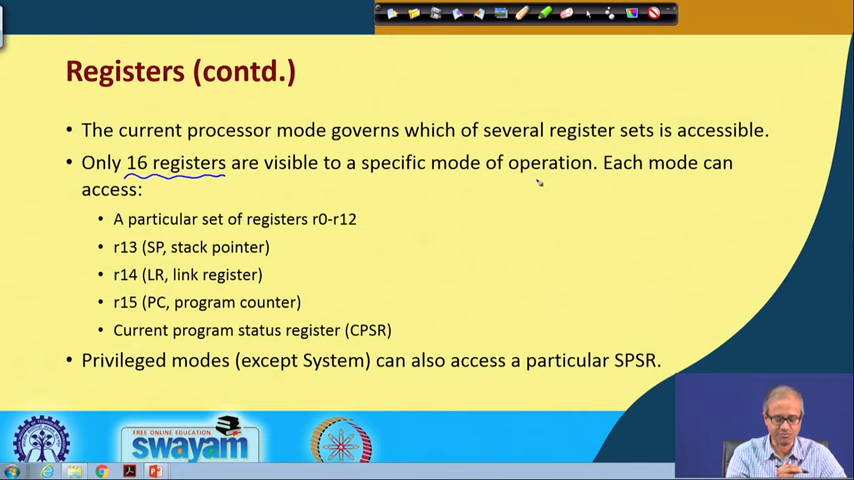 Registers (contd.)
• The current processor mode governs which of several register sets is accessible.
• Only 16 registers are visible to a specific mode of operation. Each mode can
access:
• A particular set of registers r0-r12
• r13 (SP, stack pointer)
• r14 (LR, link register)
• r15 (PC, program counter)
• Current program status register (CPSR)
• Privileged modes (except System) can also access a particular SPSR.
FREE ONLINE EDUCATION
swayam